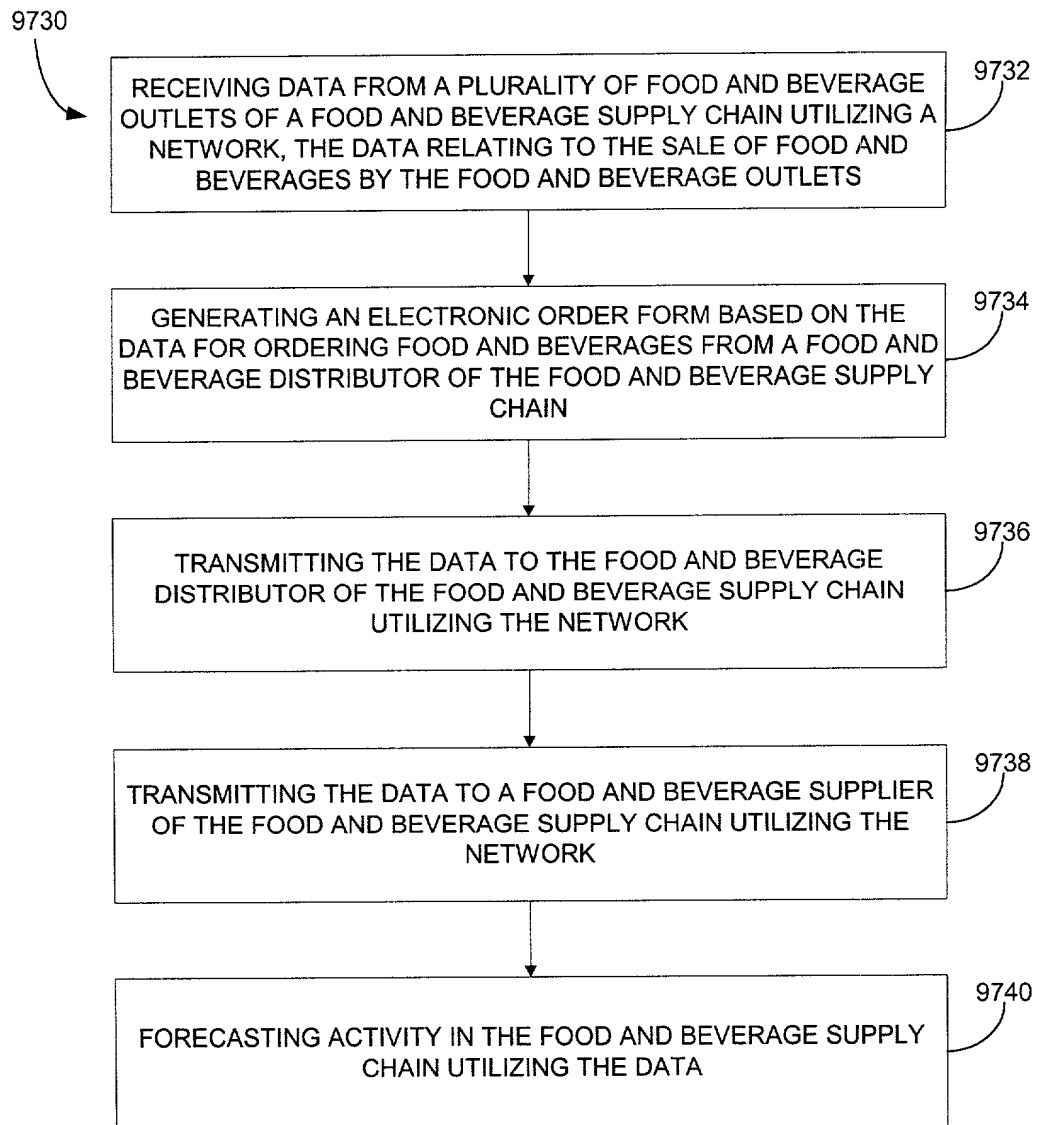 9730
RECEIVING DATA FROM A PLURALITY OF FOOD AND BEVERAGE
OUTLETS OF A FOOD AND BEVERAGE SUPPLY CHAIN UTILIZING A
NETWORK, THE DATA RELATING TO THE SALE OF FOOD AND
BEVERAGES BY THE FOOD AND BEVERAGE OUTLETS
9732
GENERATING AN ELECTRONIC ORDER FORM BASED ON THE
DATA FOR ORDERING FOOD AND BEVERAGES FROM A FOOD AND
BEVERAGE DISTRIBUTOR OF THE FOOD AND BEVERAGE SUPPLY
CHAIN
9734
TRANSMITTING THE DATA TO THE FOOD AND BEVERAGE
DISTRIBUTOR OF THE FOOD AND BEVERAGE SUPPLY CHAIN
UTILIZING THE NETWORK
9736
TRANSMITTING THE DATA TO A FOOD AND BEVERAGE SUPPLIER
OF THE FOOD AND BEVERAGE SUPPLY CHAIN UTILIZING THE
NETWORK
9738
FORECASTING ACTIVITY IN THE FOOD AND BEVERAGE SUPPLY
CHAIN UTILIZING THE DATA
9740